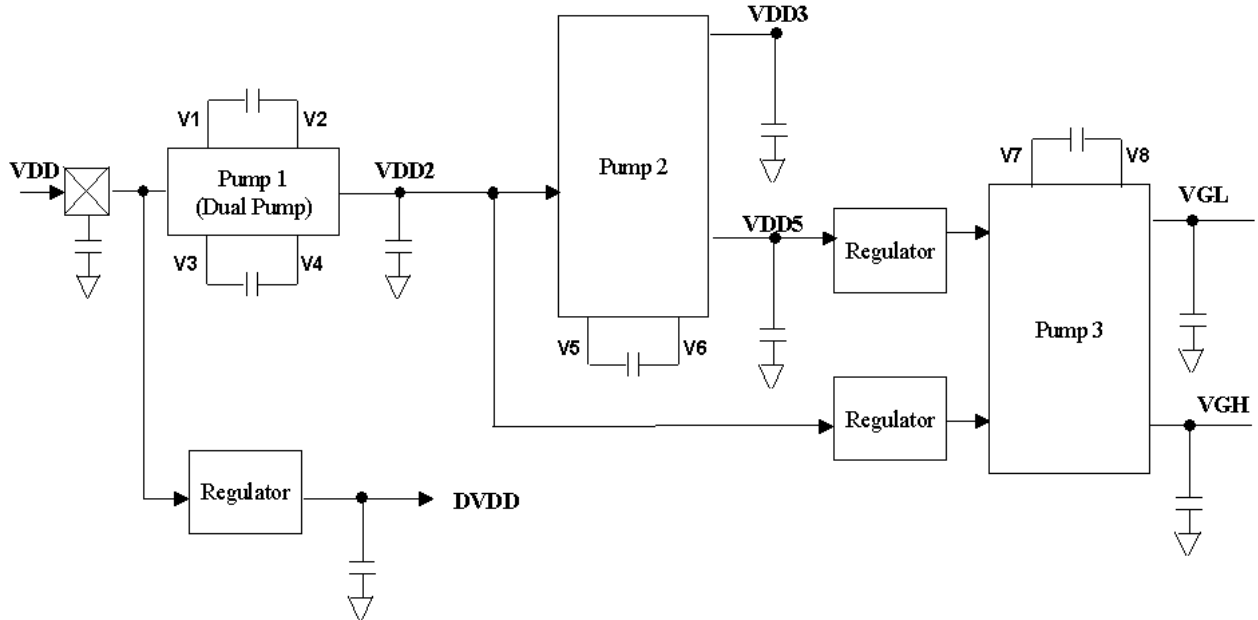 VDD3
V1
V2
VDD
Pump 1
(Dual Pump)
VDD2
Pump 2
V7
V8
VDD5
Regulator
VGL
V3
V4
Pump 3
V5
V6
Regulator
VGH
Regulator
DVDD